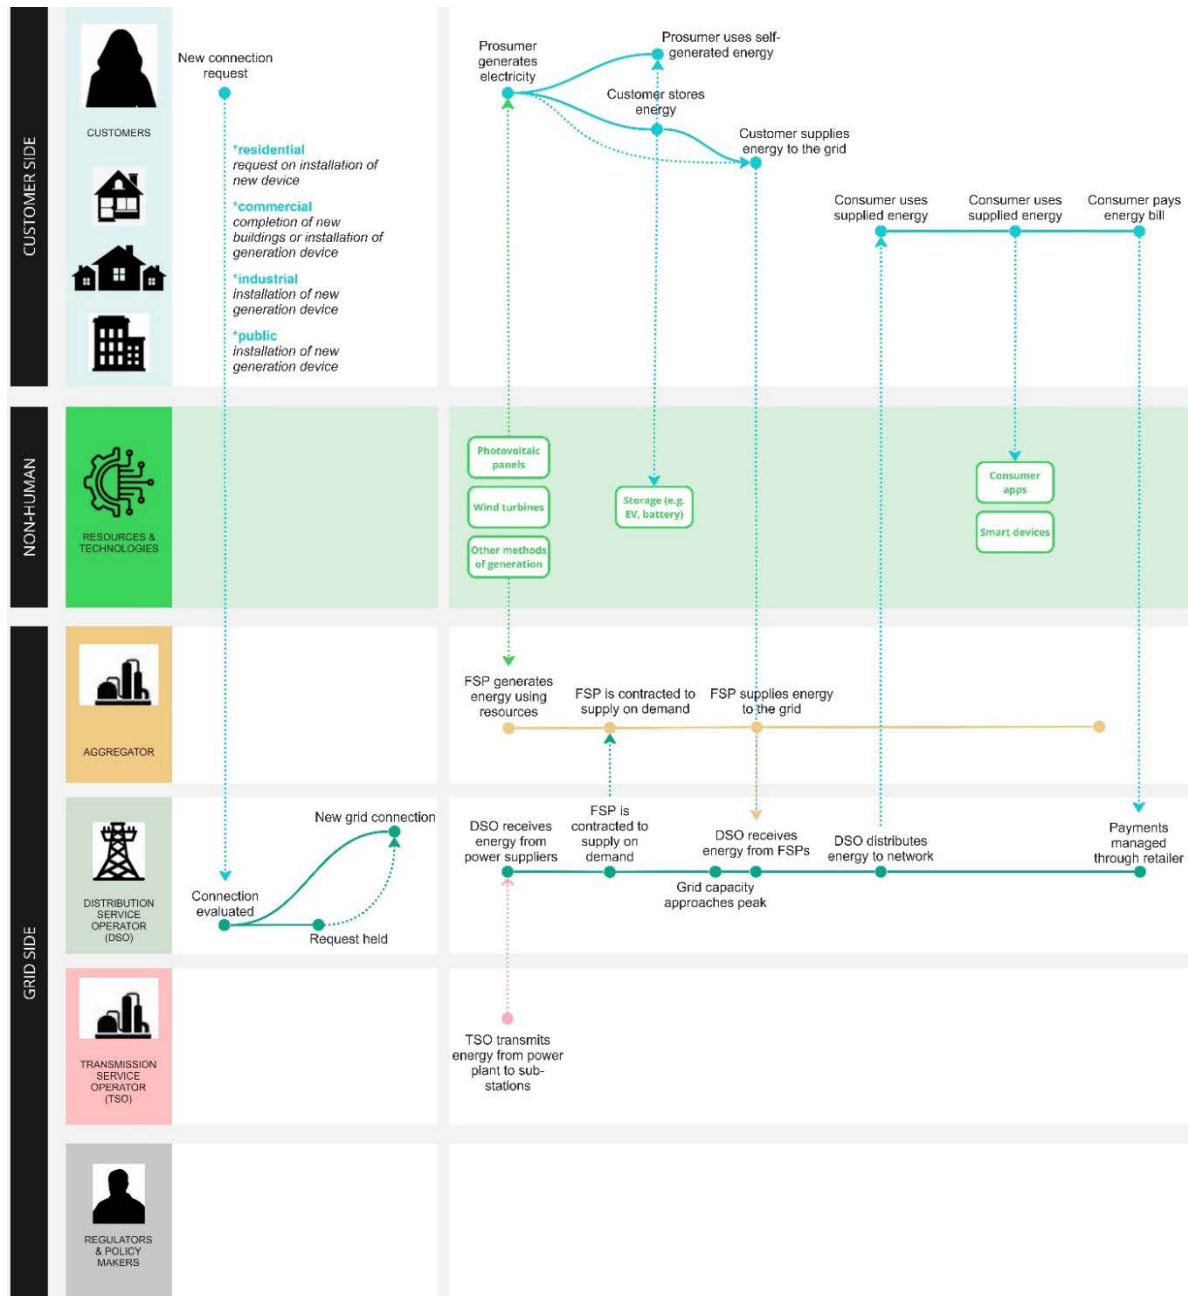 CUSTOMER SIDE
CUSTOMERS
New connection
request
*residential
request on installation of
new device
*commercial
completion of new
buildings or installation of
generation device
*industrial
installation of new
generation device
*public
installation of new
generation device
Prosumer
generates
electricity
Prosumer uses self-
generated energy
Customer stores
energy
Customer supplies
energy to the grid
Consumer uses
supplied energy
Consumer uses
supplied energy
Consumer pays
energy bill
NON-HUMAN
RESOURCES &
TECHNOLOGIES
Photovoltaic
panels
Wind turbines
Other methods
of generation
Storage (e.g.
EV, battery)
Consumer
apps
Smart devices
GRID SIDE
AGGREGATOR
FSP generates
energy using
resources
FSP is contracted to
supply on demand
FSP supplies energy
to the grid
DISTRIBUTION
SERVICE
OPERATOR
(DSO)
Connection
evaluated
New grid connection
Request held
DSO receives
energy from
power suppliers
FSP is
contracted to
supply on
demand
DSO receives
energy from FSPs
Grid capacity
approaches peak
DSO distributes
energy to network
Payments
managed
through retailer
TRANSMISSION
SERVICE
OPERATOR
(TSO)
TSO transmits
energy from power
plant to sub-
stations
REGULATORS
& POLICY
MAKERS